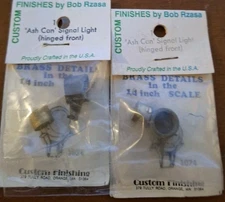 CUSTOM
FINISHES by Bob Rzasa
'Ash Can' Signal Light
(hinged front)
Proudly Crafted in the U.S.A.
BRASS DETAILS
in the
1/4 inch SCALE
Custom Finishing
CUSTOM
FINISHES by Bob Rzasa
'Ash Can' Signal Light
(hinged front)
Proudly Crafted in the U.S.A.
BRASS DETAILS
in the
1/4 inch SCALE
Custom Finishing